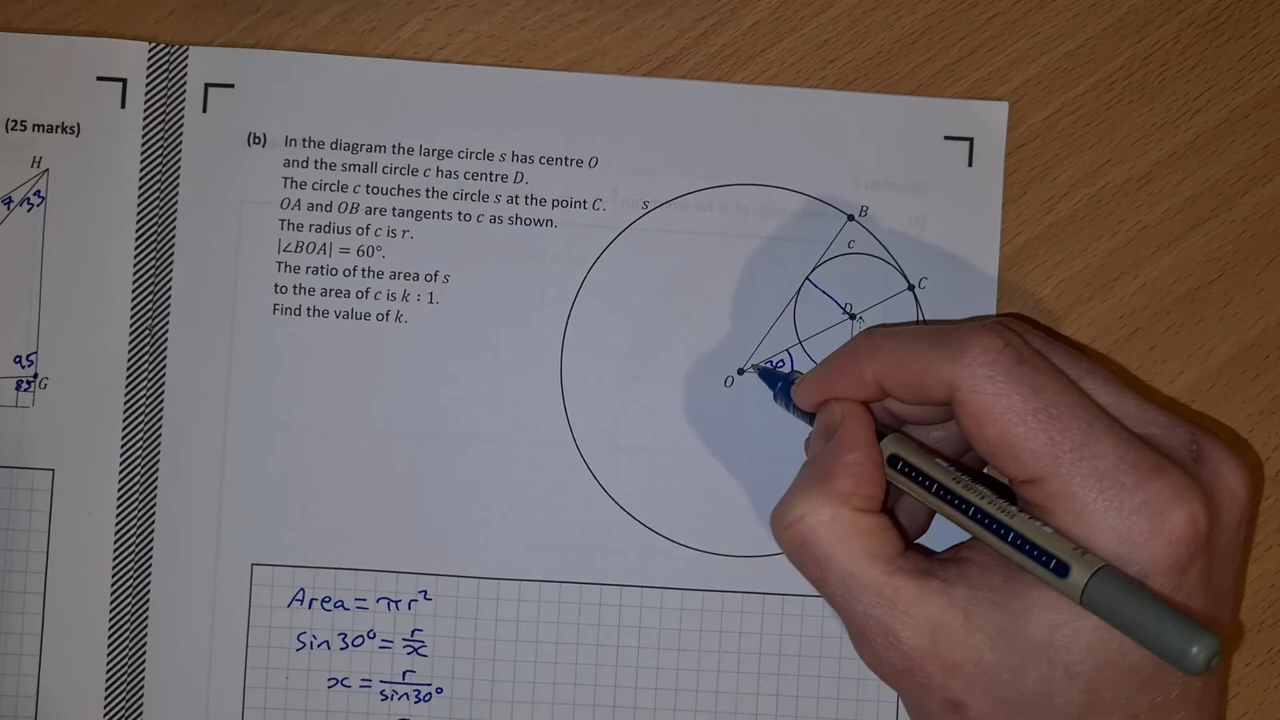 (25 marks)
H
7 33
95
85 G
(b) In the diagram the large circle s has centre O
and the small circle c has centre D.
The circle c touches the circle s at the point C.
OA and OB are tangents to c as shown.
The radius of c is r.
|∠BOA| = 60°.
The ratio of the area of s
to the area of c is k : 1.
Find the value of k.
s
B
c
C
D
30
O
Area = πr²
Sin30° = r/x
x = r/sin30°